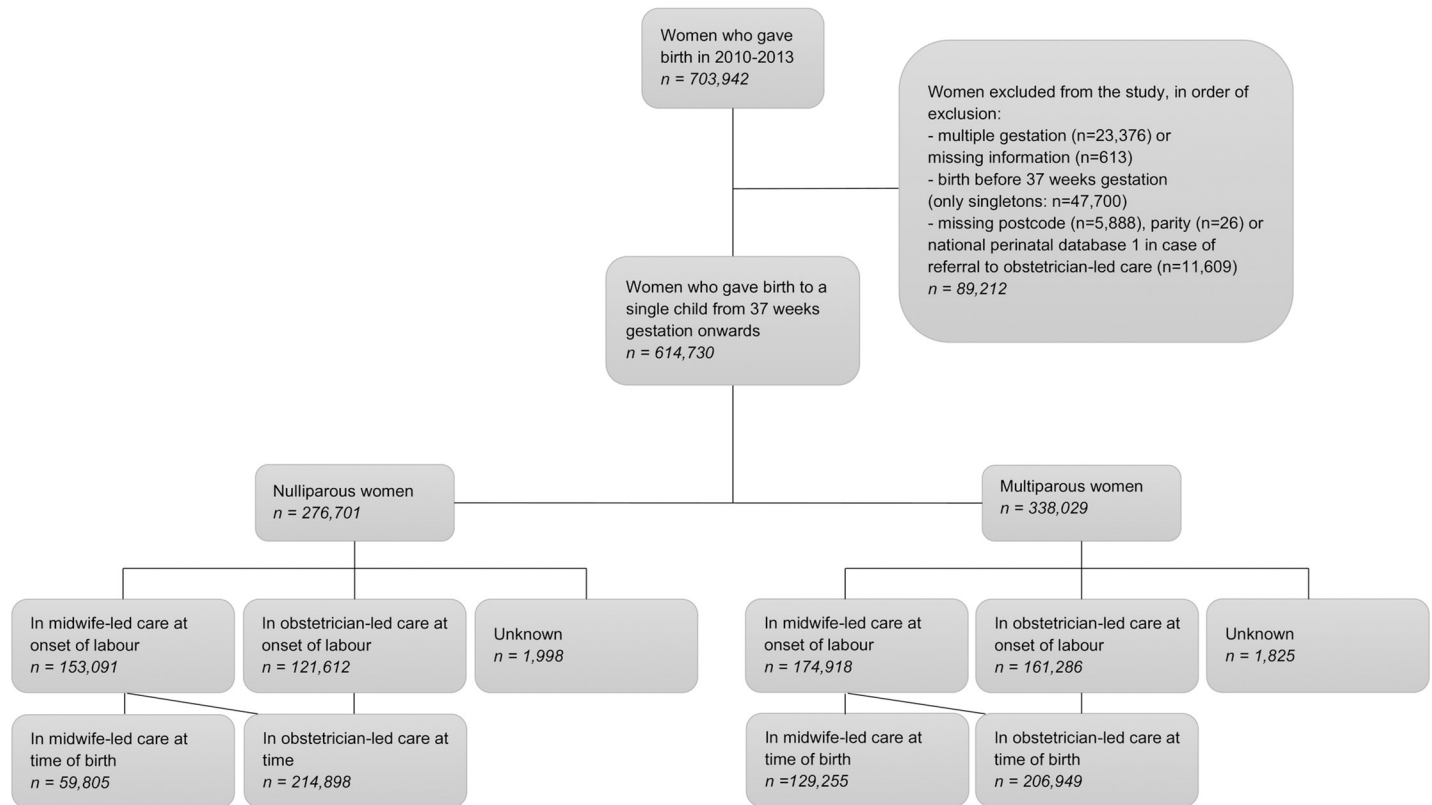 Women who gave
birth in 2010-2013
n = 703,942
Women excluded from the study, in order of
exclusion:
- multiple gestation (n=23,376) or
missing information (n=613)
- birth before 37 weeks gestation
(only singletons: n=47,700)
- missing postcode (n=5,888), parity (n=26) or
national perinatal database 1 in case of
referral to obstetrician-led care (n=11,609)
n = 89,212
Women who gave birth to a
single child from 37 weeks
gestation onwards
n = 614,730
Nulliparous women
n = 276,701
Multiparous women
n = 338,029
In midwife-led care at
onset of labour
n = 153,091
In obstetrician-led care at
onset of labour
n = 121,612
Unknown
n = 1,998
In midwife-led care at
onset of labour
n = 174,918
In obstetrician-led care at
onset of labour
n = 161,286
Unknown
n = 1,825
In midwife-led care at
time of birth
n = 59,805
In obstetrician-led care at
time
n = 214,898
In midwife-led care at
time of birth
n =129,255
In obstetrician-led care at
time of birth
n = 206,949